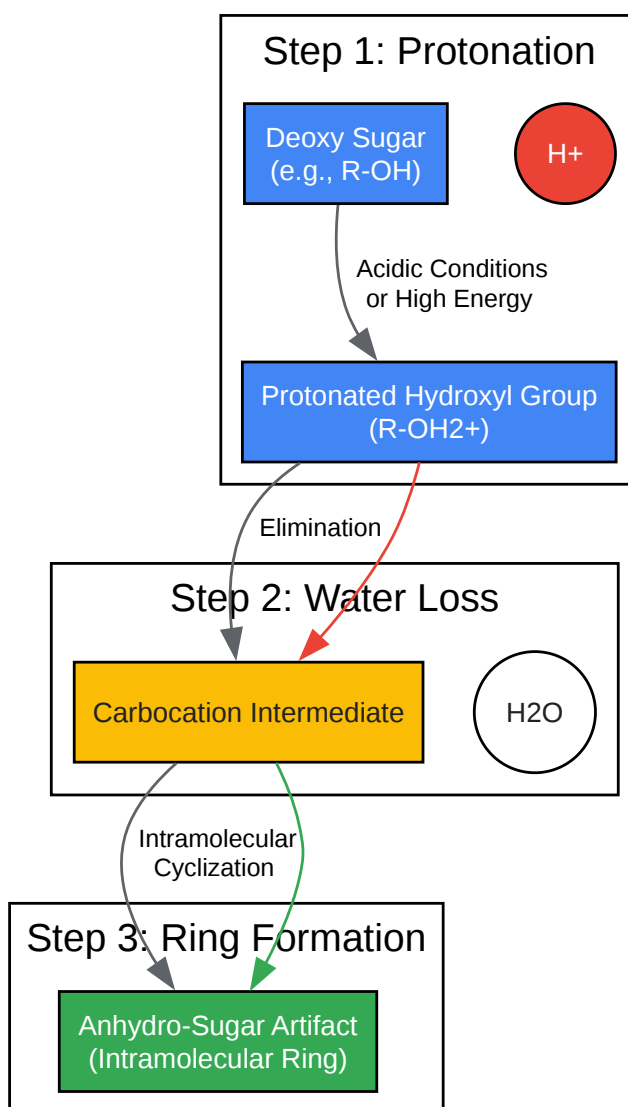 Step 1: Protonation
Deoxy Sugar
(e.g., R-OH)
H+
Acidic Conditions
or High Energy
Protonated Hydroxyl Group
(R-OH2+)
Elimination
Step 2: Water Loss
Carbocation Intermediate
H2O
Intramolecular
Cyclization
Step 3: Ring Formation
Anhydro-Sugar Artifact
(Intramolecular Ring)